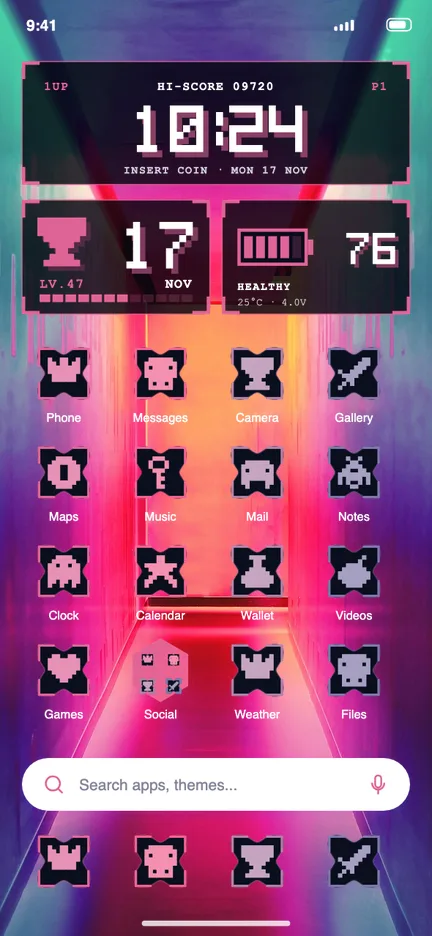 9:41
1UP HI-SCORE 09720 P1
10:24
INSERT COIN · MON 17 NOV
17
LV.47 NOV
76
HEALTHY
25°C · 4.0V
Phone Messages Camera Gallery
Maps Music Mail Notes
Clock Calendar Wallet Videos
Games Social Weather Files
Search apps, themes...